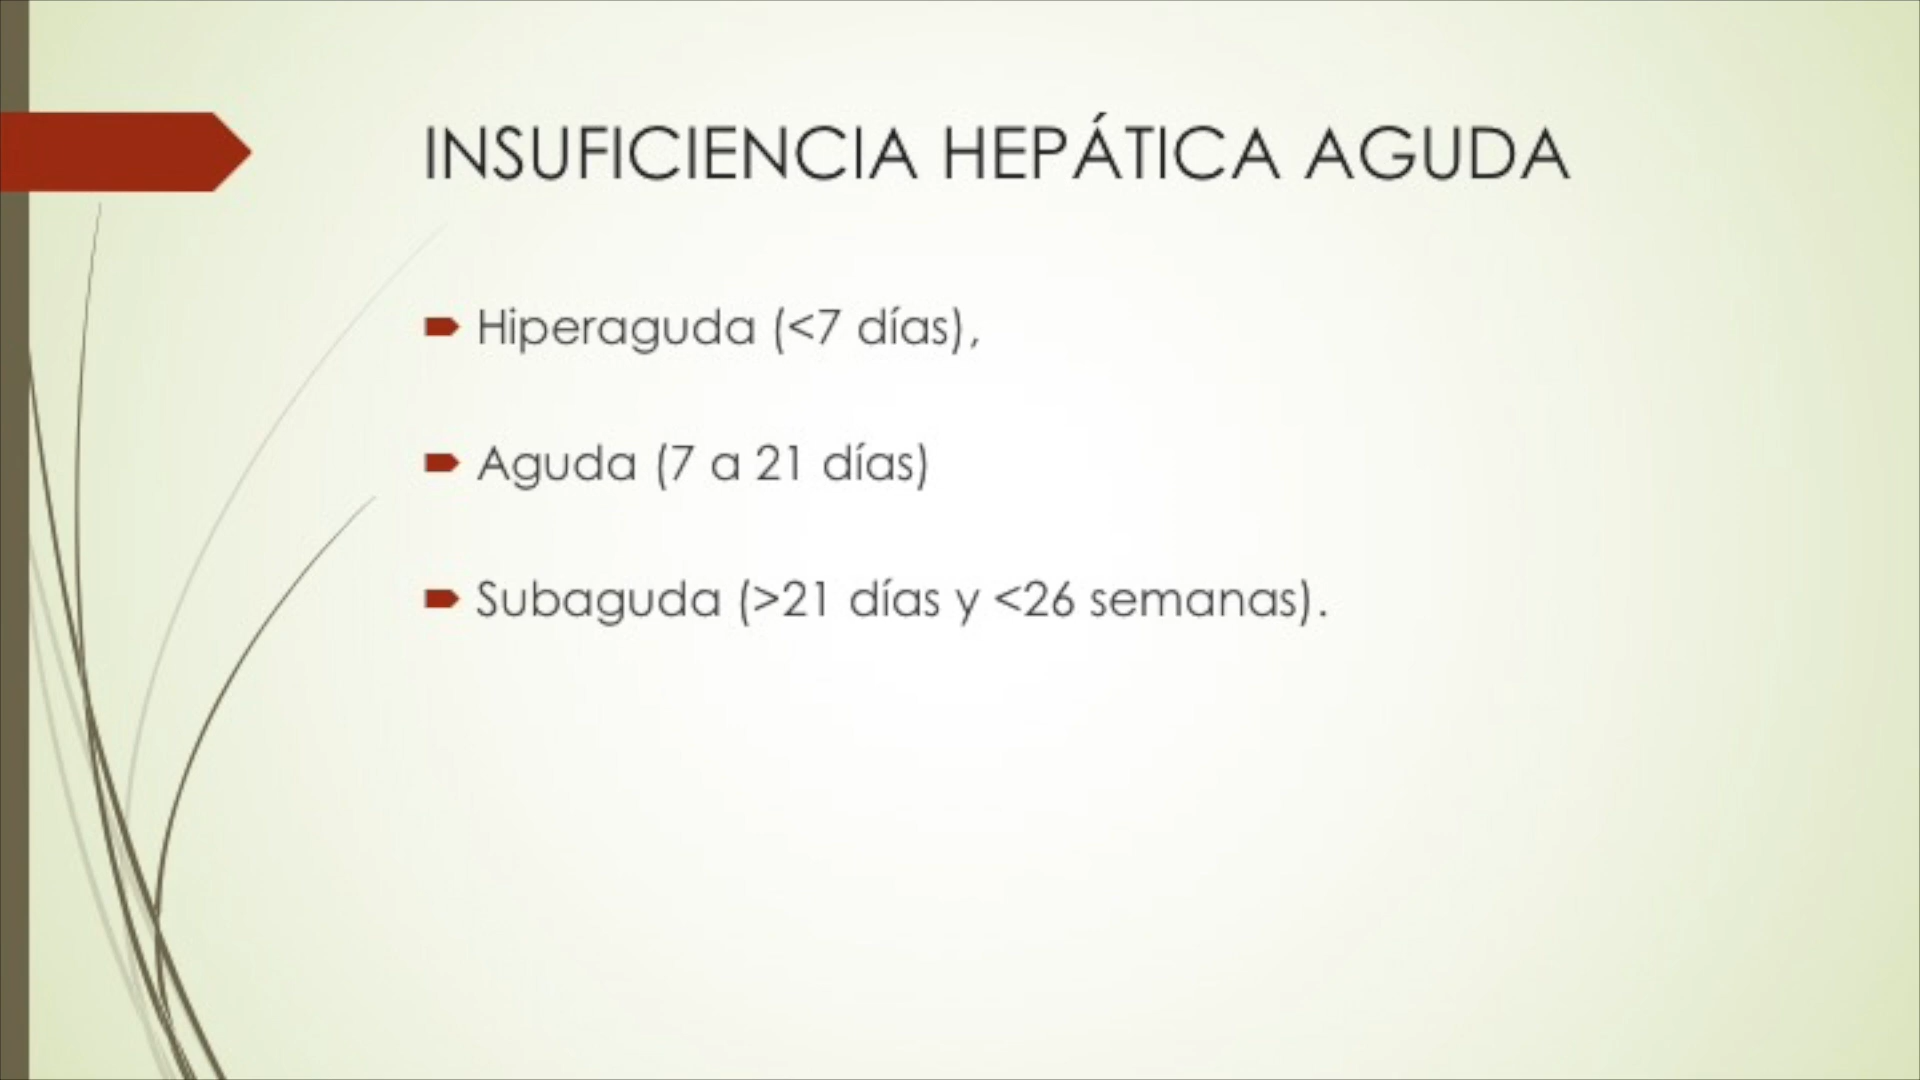 INSUFICIENCIA HEPÁTICA AGUDA
Hiperaguda (<7 días),
Aguda (7 a 21 días)
Subaguda (>21 días y <26 semanas).